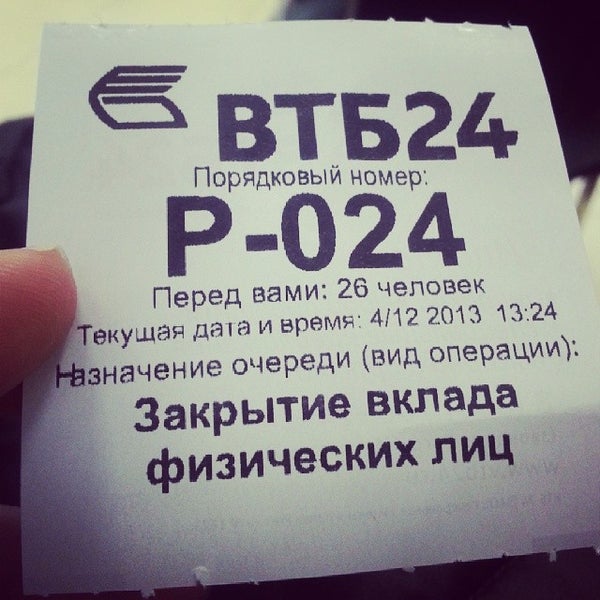 ВТБ24
Порядковый номер:
Р-024
Перед вами: 26 человек
Текущая дата и время: 4/12 2013 13:24
Назначение очереди (вид операции):
Закрытие вклада
физических лиц